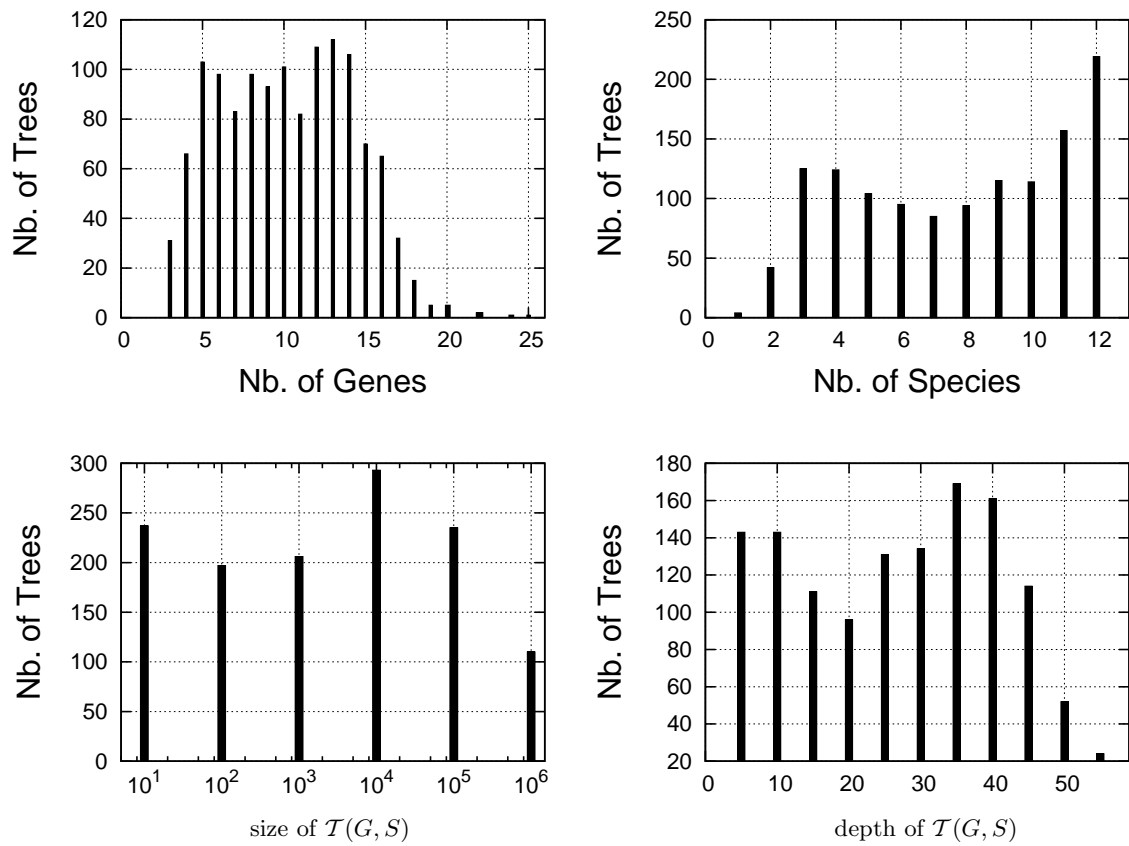 Nb. of Trees
120
100
80
60
40
20
0
0 5 10 15 20 25
Nb. of Genes
Nb. of Trees
250
200
150
100
50
0
0 2 4 6 8 10 12
Nb. of Species
Nb. of Trees
300
250
200
150
100
50
0
10^1 10^2 10^3 10^4 10^5 10^6
size of 𝒯(G, S)
Nb. of Trees
180
160
140
120
100
80
60
40
20
0 10 20 30 40 50
depth of 𝒯(G, S)